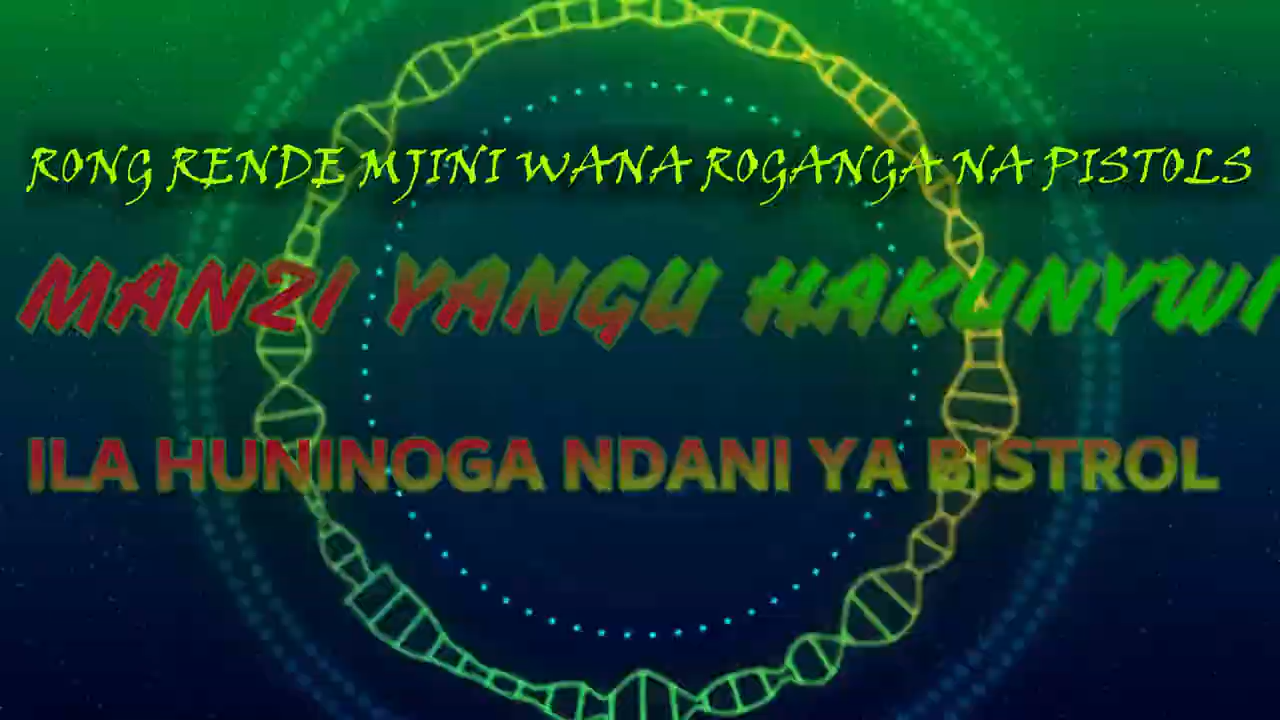 RONG RENDE MJINI WANA ROGANGA NA PISTOLS
MANZI YANGU HAKUNYWI
ILA HUNINOGA NDANI YA BISTROL